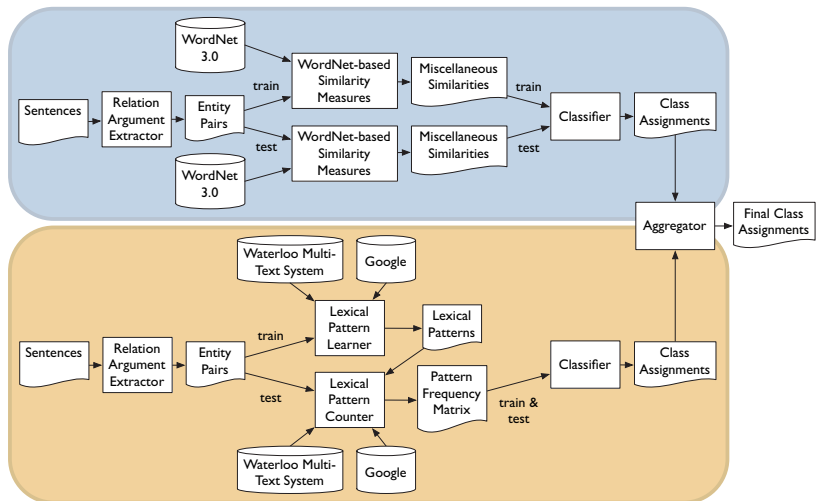 WordNet
3.0
Sentences
Relation
Argument
Extractor
Entity
Pairs
train
test
WordNet
3.0
WordNet-based
Similarity
Measures
WordNet-based
Similarity
Measures
Miscellaneous
Similarities
Miscellaneous
Similarities
train
test
Classifier
Class
Assignments
Aggregator
Final Class
Assignments
Waterloo Multi-
Text System
Google
Sentences
Relation
Argument
Extractor
Entity
Pairs
train
test
Lexical
Pattern
Learner
Lexical
Patterns
Lexical
Pattern
Counter
Pattern
Frequency
Matrix
train &
test
Classifier
Class
Assignments
Waterloo Multi-
Text System
Google